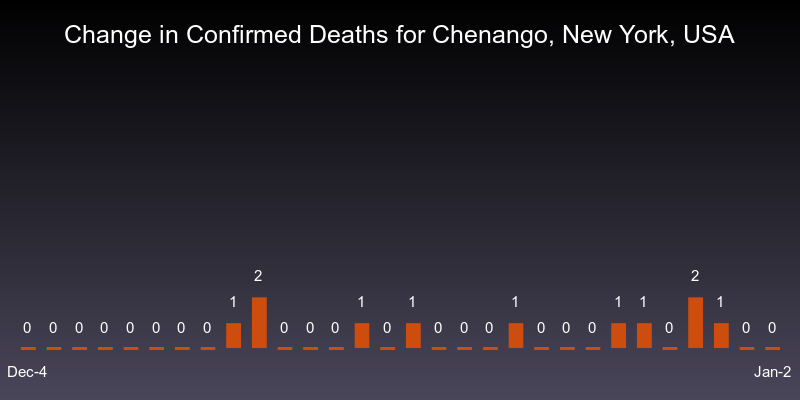 Change in Confirmed Deaths for Chenango, New York, USA
0 0 0 0 0 0 0 0 1 2 0 0 0 1 0 1 0 0 0 1 0 0 0 1 1 0 2 1 0 0
Dec-4 Jan-2